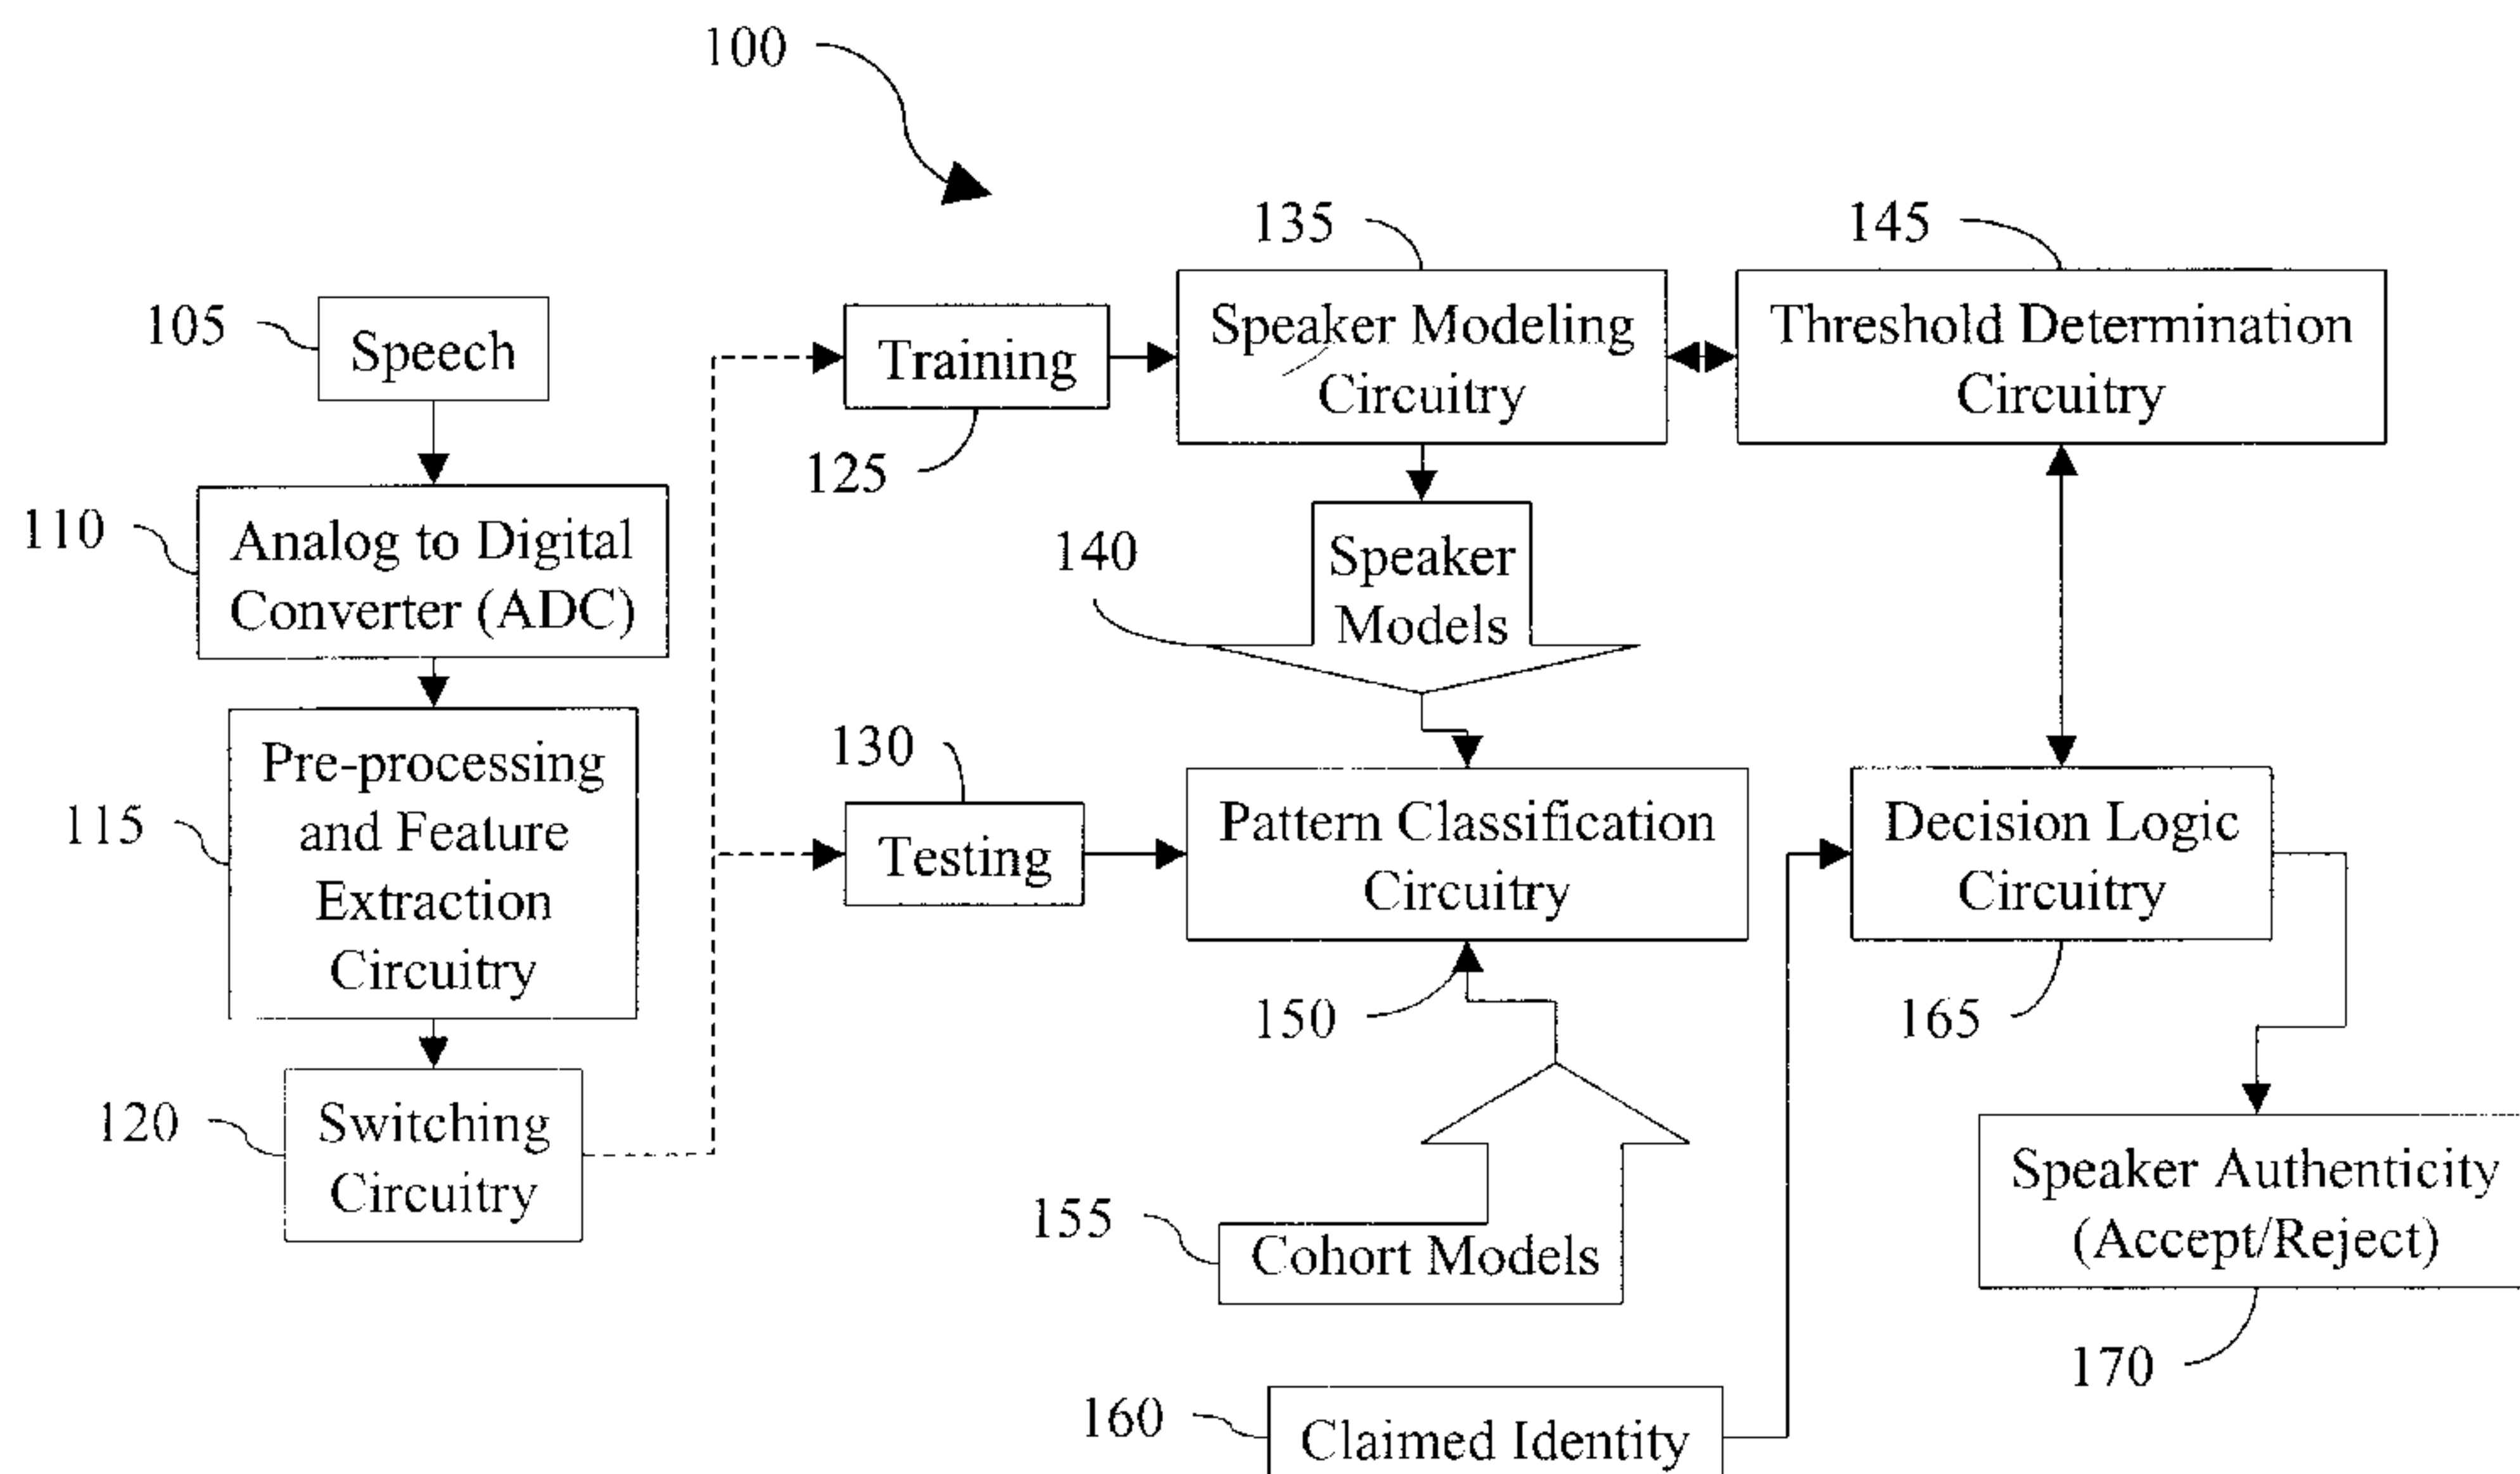 100
135
145
105
Speech
Training
125
Speaker Modeling
Circuitry
Threshold Determination
Circuitry
110
Analog to Digital
Converter (ADC)
140
Speaker
Models
115
Pre-processing
and Feature
Extraction
Circuitry
130
Testing
Pattern Classification
Circuitry
150
Decision Logic
Circuitry
165
120
Switching
Circuitry
155
Cohort Models
Speaker Authenticity
(Accept/Reject)
170
160
Claimed Identity